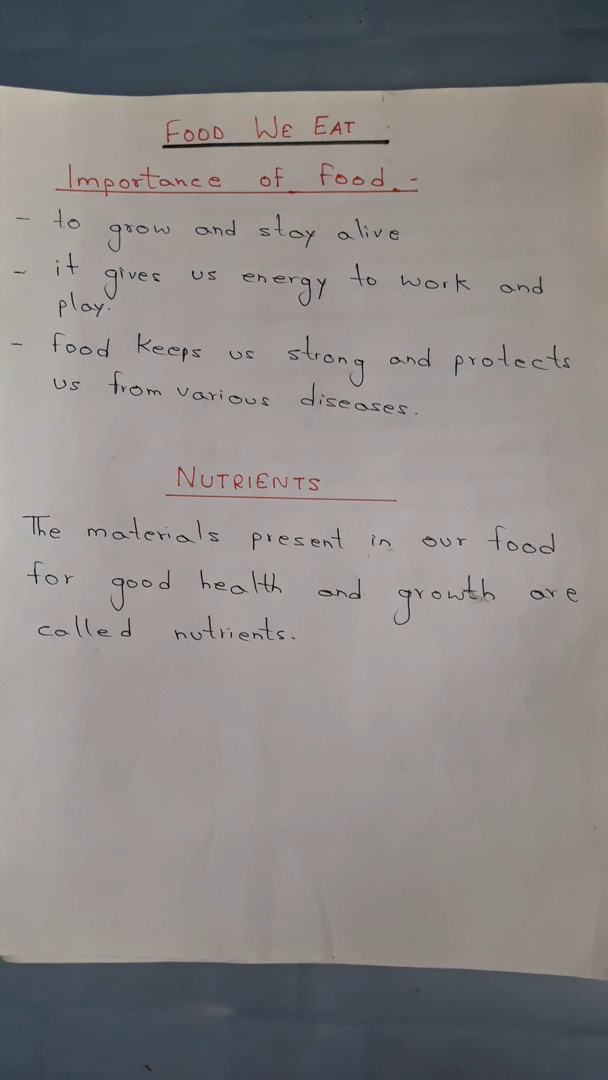 FOOD WE EAT
Importance of food.-
- to grow and stay alive
- it gives us energy to work and
play.
- food keeps us strong and protects
us from various diseases.
NUTRIENTS
The materials present in our food
for good health and growth are
called nutrients.